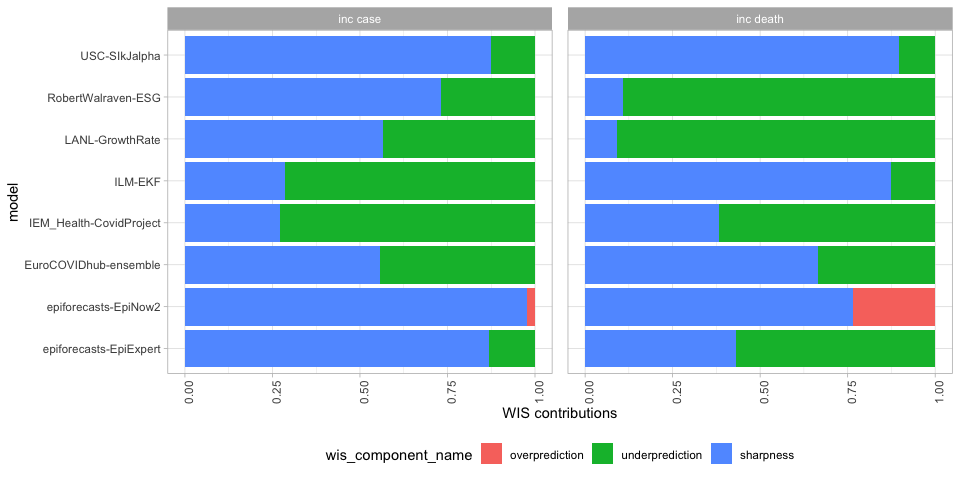 inc case
inc death
model
USC-SIkJalpha
RobertWalraven-ESG
LANL-GrowthRate
ILM-EKF
IEM_Health-CovidProject
EuroCOVIDhub-ensemble
epiforecasts-EpiNow2
epiforecasts-EpiExpert
0.00 0.25 0.50 0.75 1.00 0.00 0.25 0.50 0.75 1.00
WIS contributions
wis_component_name overprediction underprediction sharpness